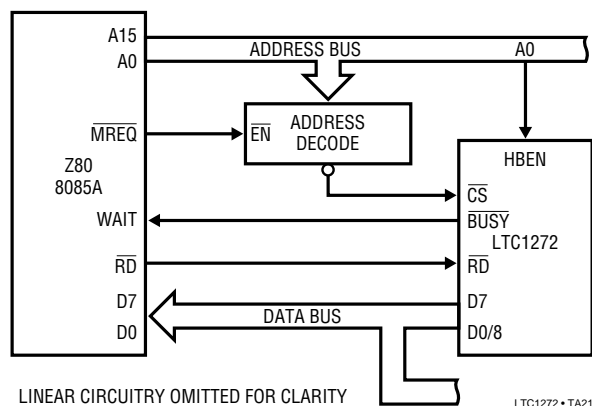 A15
A0
ADDRESS BUS
A0
MREQ
EN
ADDRESS
DECODE
HBEN
Z80
8085A
CS
WAIT
BUSY
LTC1272
RD
RD
D7
D0
DATA BUS
D7
D0/8
LINEAR CIRCUITRY OMITTED FOR CLARITY
LTC1272 • TA21